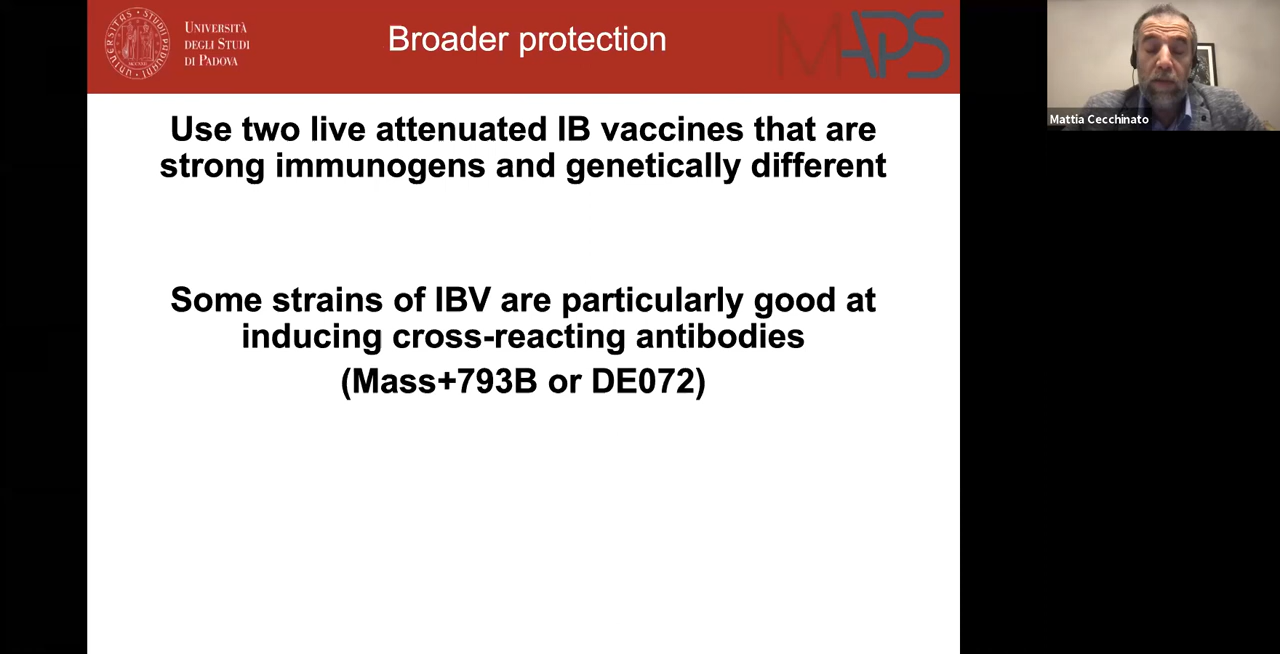 UNIVERSITÀ
DEGLI STUDI
DI PADOVA
Broader protection
MAPS
Mattia Cecchinato
Use two live attenuated IB vaccines that are
strong immunogens and genetically different
Some strains of IBV are particularly good at
inducing cross-reacting antibodies
(Mass+793B or DE072)